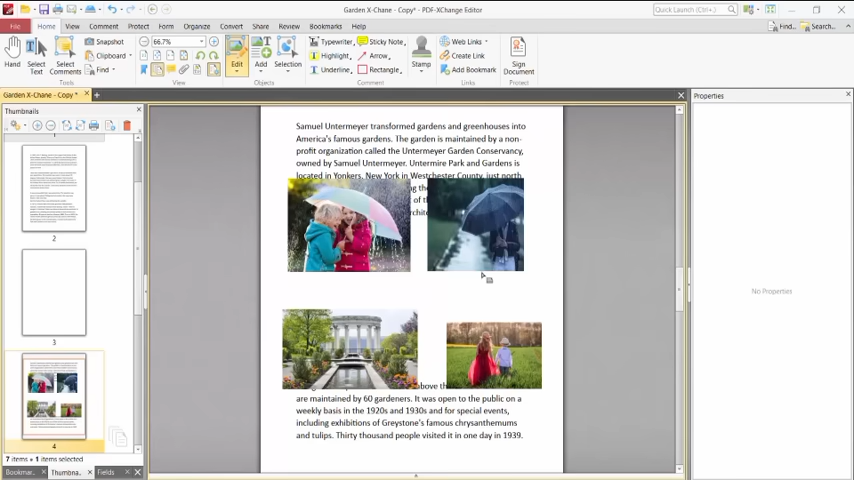 Garden X-Chane - Copy* - PDF-XChange Editor
Quick Launch (Ctrl+.)
File Home View Comment Protect Form Organize Convert Share Review Bookmarks Help
Find... Search...
Hand
Select Text
Select Comments
Snapshot
Clipboard
Find
Tools
66.7%
View
Edit
Add
Selection
Objects
Typewriter
Highlight
Underline
Sticky Note
Arrow
Rectangle
Comment
Stamp
Web Links
Create Link
Add Bookmark
Links
Sign Document
Protect
Garden X-Chane - Copy *
Thumbnails
2
3
4
7 items 1 items selected
Bookmar... Thumbna... Fields
Samuel Untermeyer transformed gardens and greenhouses into
America's famous gardens. The garden is maintained by a non-
profit organization called the Untermeyer Garden Conservancy,
owned by Samuel Untermeyer. Untermire Park and Gardens is
located in Yonkers, New York in Westchester County, just north
above th
are maintained by 60 gardeners. It was open to the public on a
weekly basis in the 1920s and 1930s and for special events,
including exhibitions of Greystone's famous chrysanthemums
and tulips. Thirty thousand people visited it in one day in 1939.
Properties
No Properties